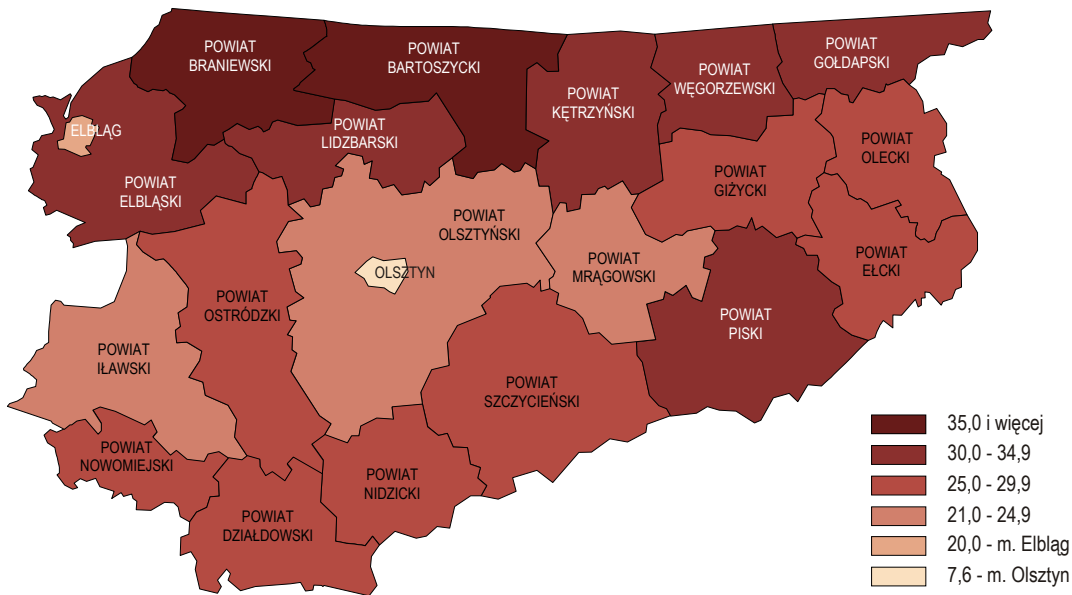 POWIAT
BRANIEWSKI
POWIAT
BARTOSZYCKI
POWIAT
GOŁDAPSKI
POWIAT
WĘGORZEWSKI
POWIAT
KĘTRZYŃSKI
ELBLĄG
POWIAT
LIDZBARSKI
POWIAT
OLECKI
POWIAT
GIŻYCKI
POWIAT
ELBLĄSKI
POWIAT
OLSZTYŃSKI
POWIAT
EŁCKI
OLSZTYN
POWIAT
MRĄGOWSKI
POWIAT
OSTRÓDZKI
POWIAT
PISKI
POWIAT
IŁAWSKI
POWIAT
SZCZYCIEŃSKI
POWIAT
NOWOMIEJSKI
POWIAT
NIDZICKI
POWIAT
DZIAŁDOWSKI
35,0 i więcej
30,0 - 34,9
25,0 - 29,9
21,0 - 24,9
20,0 - m. Elbląg
7,6 - m. Olsztyn